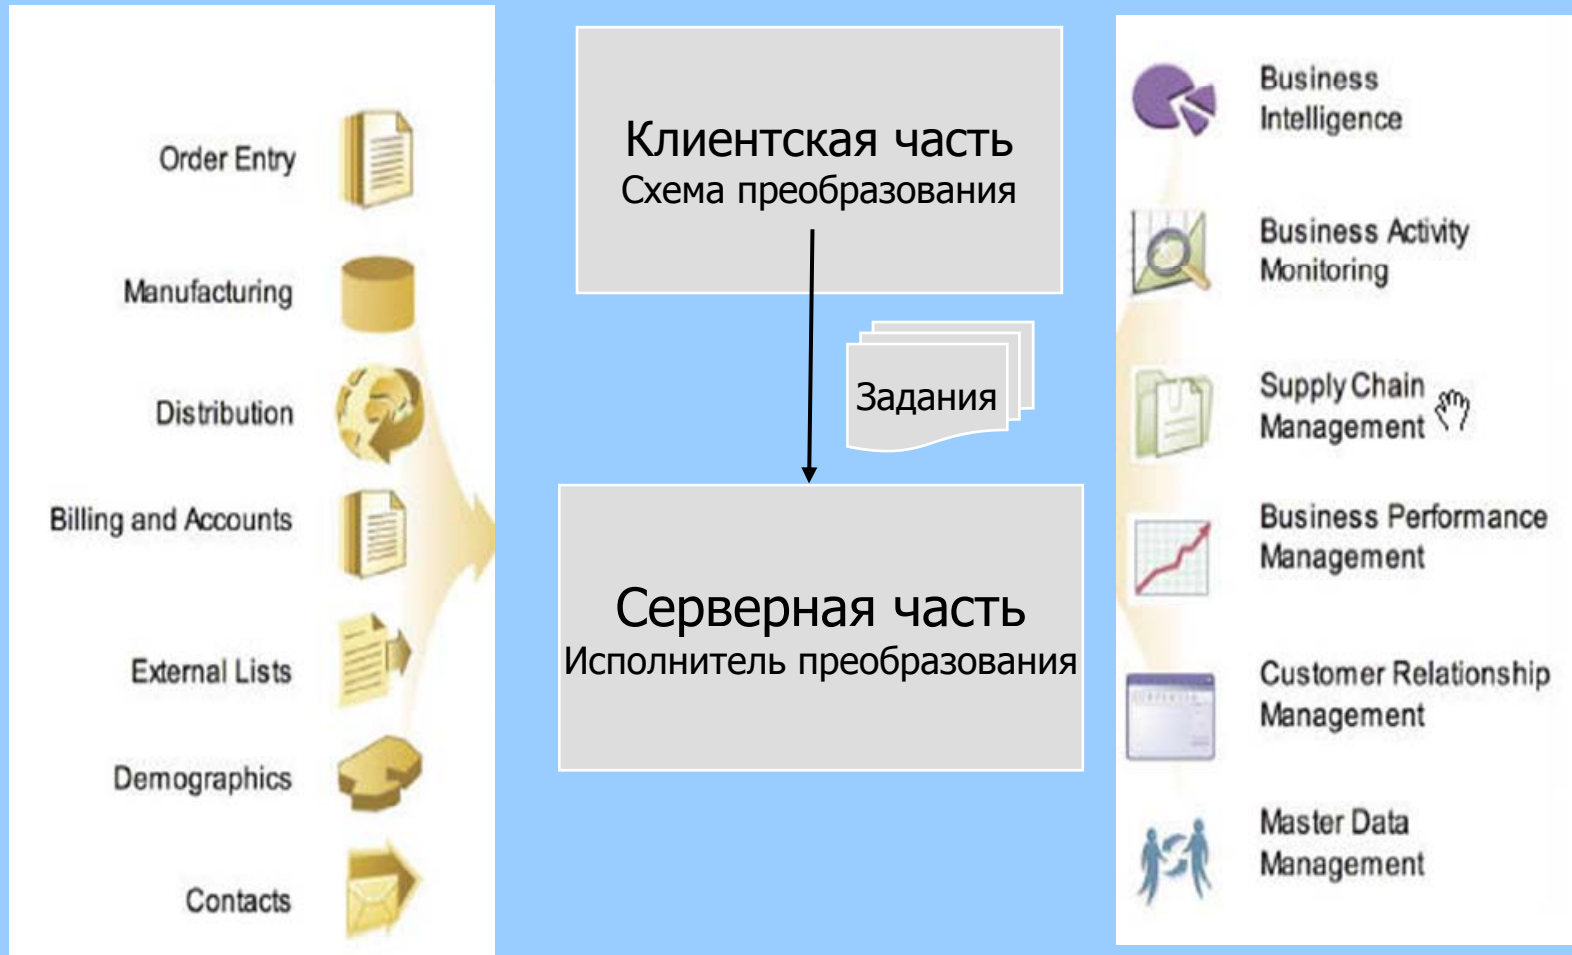 Order Entry
Manufacturing
Distribution
Billing and Accounts
External Lists
Demographics
Contacts
Клиентская часть
Схема преобразования
Задания
Серверная часть
Исполнитель преобразования
Business
Intelligence
Business Activity
Monitoring
Supply Chain
Management
Business Performance
Management
Customer Relationship
Management
Master Data
Management